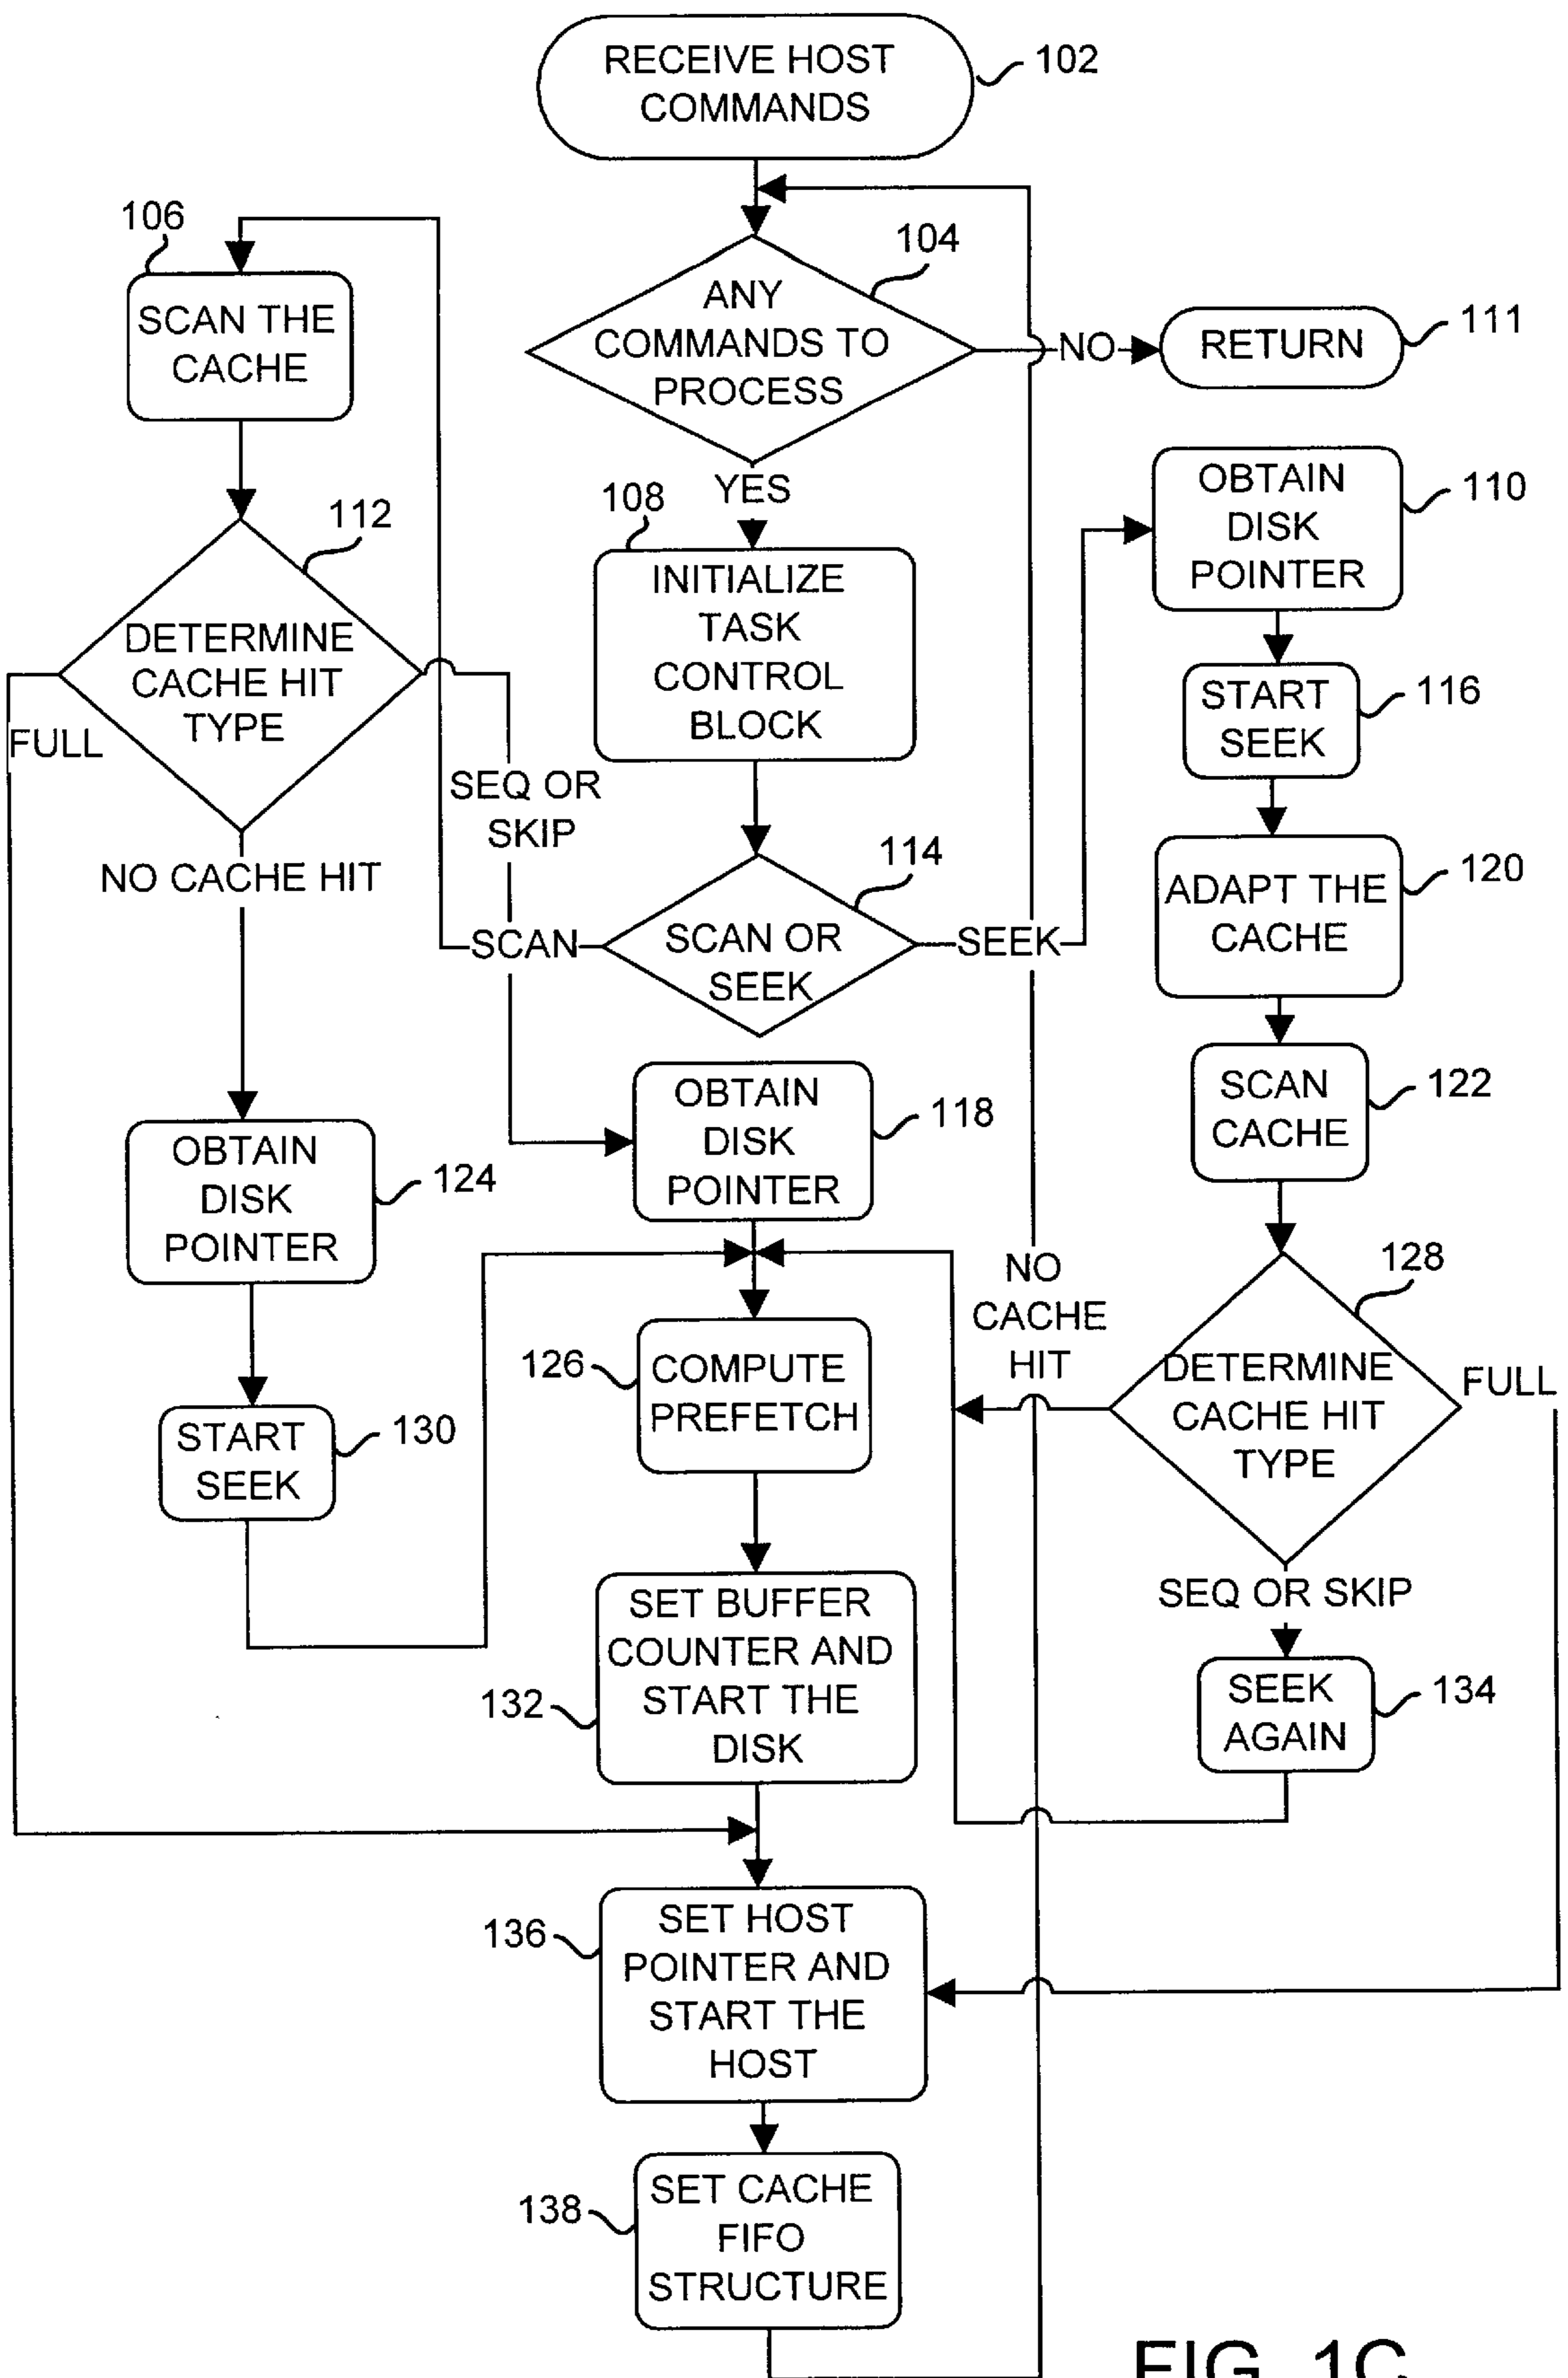 RECEIVE HOST
COMMANDS
102
106
SCAN THE
CACHE
104
ANY
COMMANDS TO
PROCESS
NO
RETURN
111
YES
112
DETERMINE
CACHE HIT
TYPE
FULL
SEQ OR
SKIP
NO CACHE HIT
108
INITIALIZE
TASK
CONTROL
BLOCK
114
SCAN OR
SEEK
SCAN
SEEK
OBTAIN
DISK
POINTER
110
START
SEEK
116
ADAPT THE
CACHE
120
SCAN
CACHE
122
OBTAIN
DISK
POINTER
118
OBTAIN
DISK
POINTER
124
START
SEEK
130
126
COMPUTE
PREFETCH
NO
CACHE
HIT
128
DETERMINE
CACHE HIT
TYPE
FULL
SEQ OR SKIP
SEEK
AGAIN
134
132
SET BUFFER
COUNTER AND
START THE
DISK
136
SET HOST
POINTER AND
START THE
HOST
138
SET CACHE
FIFO
STRUCTURE
FIG. 1C